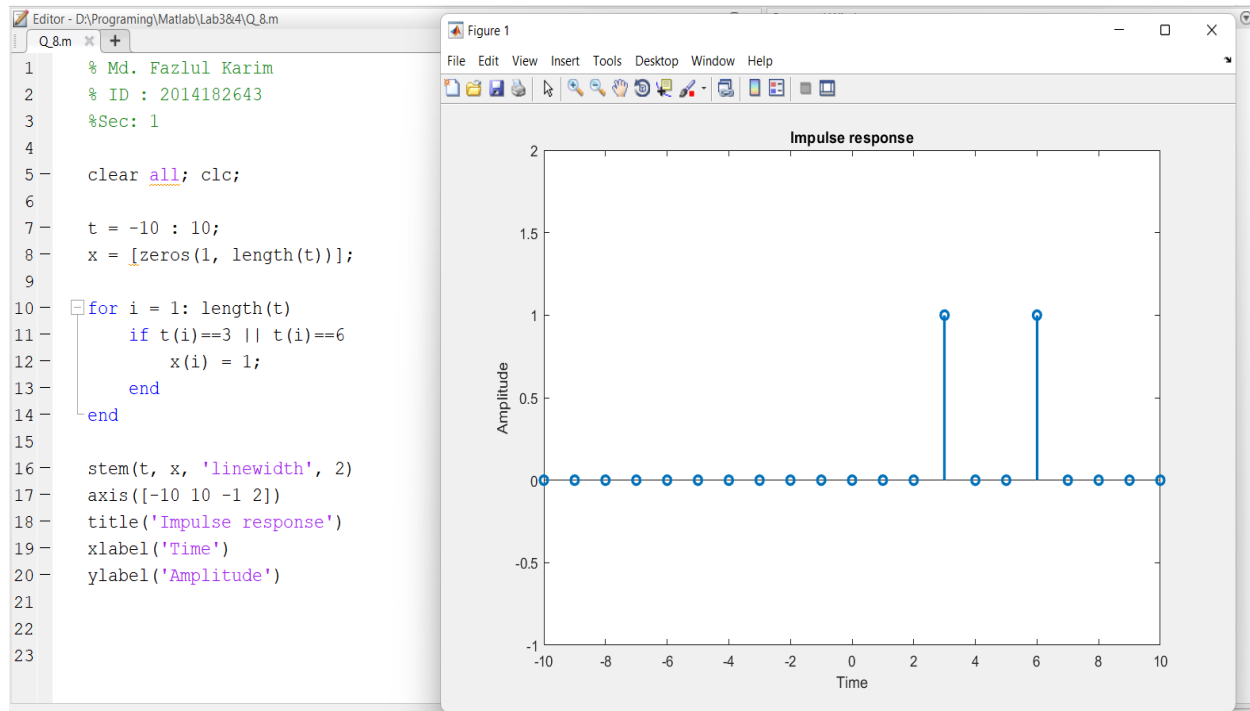 Editor - D:\Programing\Matlab\Lab3&4\Q_8.m
Q_8.m × +
1 % Md. Fazlul Karim
2 % ID : 2014182643
3 %Sec: 1
4
5 − clear all; clc;
6
7 − t = -10 : 10;
8 − x = [zeros(1, length(t))];
9
10 − for i = 1: length(t)
11 − if t(i)==3 || t(i)==6
12 − x(i) = 1;
13 − end
14 − end
15
16 − stem(t, x, 'linewidth', 2)
17 − axis([-10 10 -1 2])
18 − title('Impulse response')
19 − xlabel('Time')
20 − ylabel('Amplitude')
21
22
23
Figure 1
File Edit View Insert Tools Desktop Window Help
Impulse response
2
1.5
1
0.5
0
-0.5
-1
Amplitude
-10 -8 -6 -4 -2 0 2 4 6 8 10
Time